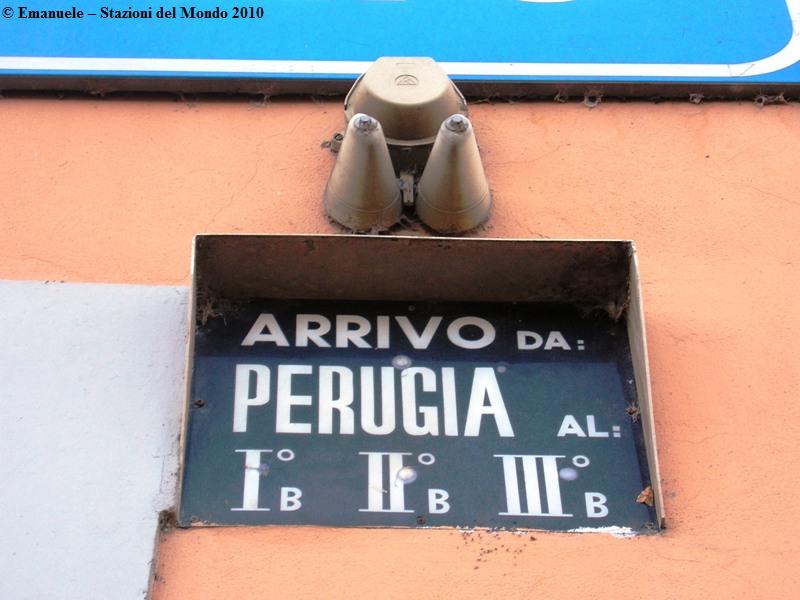 © Emanuele – Stazioni del Mondo 2010
ARRIVO DA:
PERUGIA AL:
I° B II° B III° B